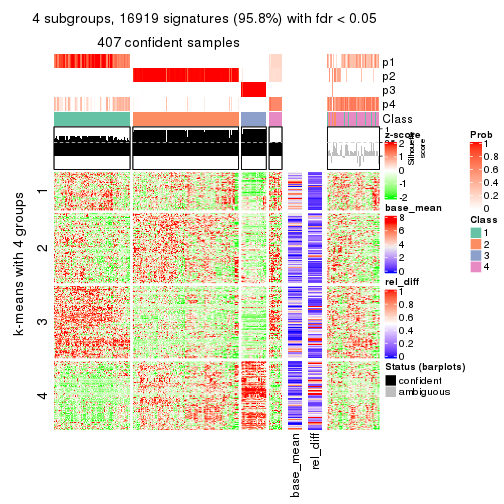 4 subgroups, 16919 signatures (95.8%) with fdr < 0.05
407 confident samples
p1
p2
p3
p4
Class
1
Silhouette
score
z-score
2
1
0
-1
-2
base_mean
8
6
4
2
0
rel_diff
1
0.8
0.6
0.4
0.2
0
Prob
1
0.8
0.6
0.4
0.2
0
Class
1
2
3
4
Status (barplots)
confident
ambiguous
k-means with 4 groups
1
2
3
4
base_mean
rel_diff